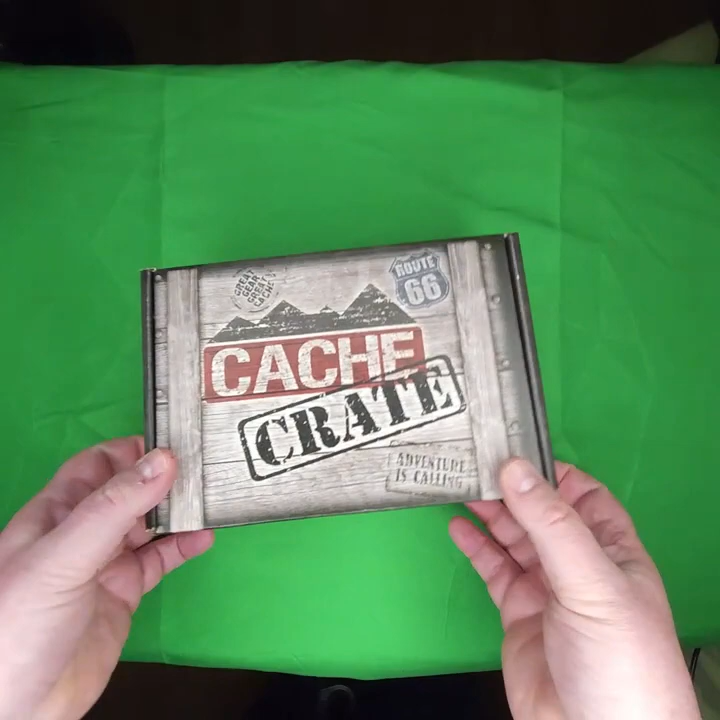 GREAT
GEAR
GREAT
CACHE
ROUTE
66
CACHE
CRATE
ADVENTURE
IS CALLING